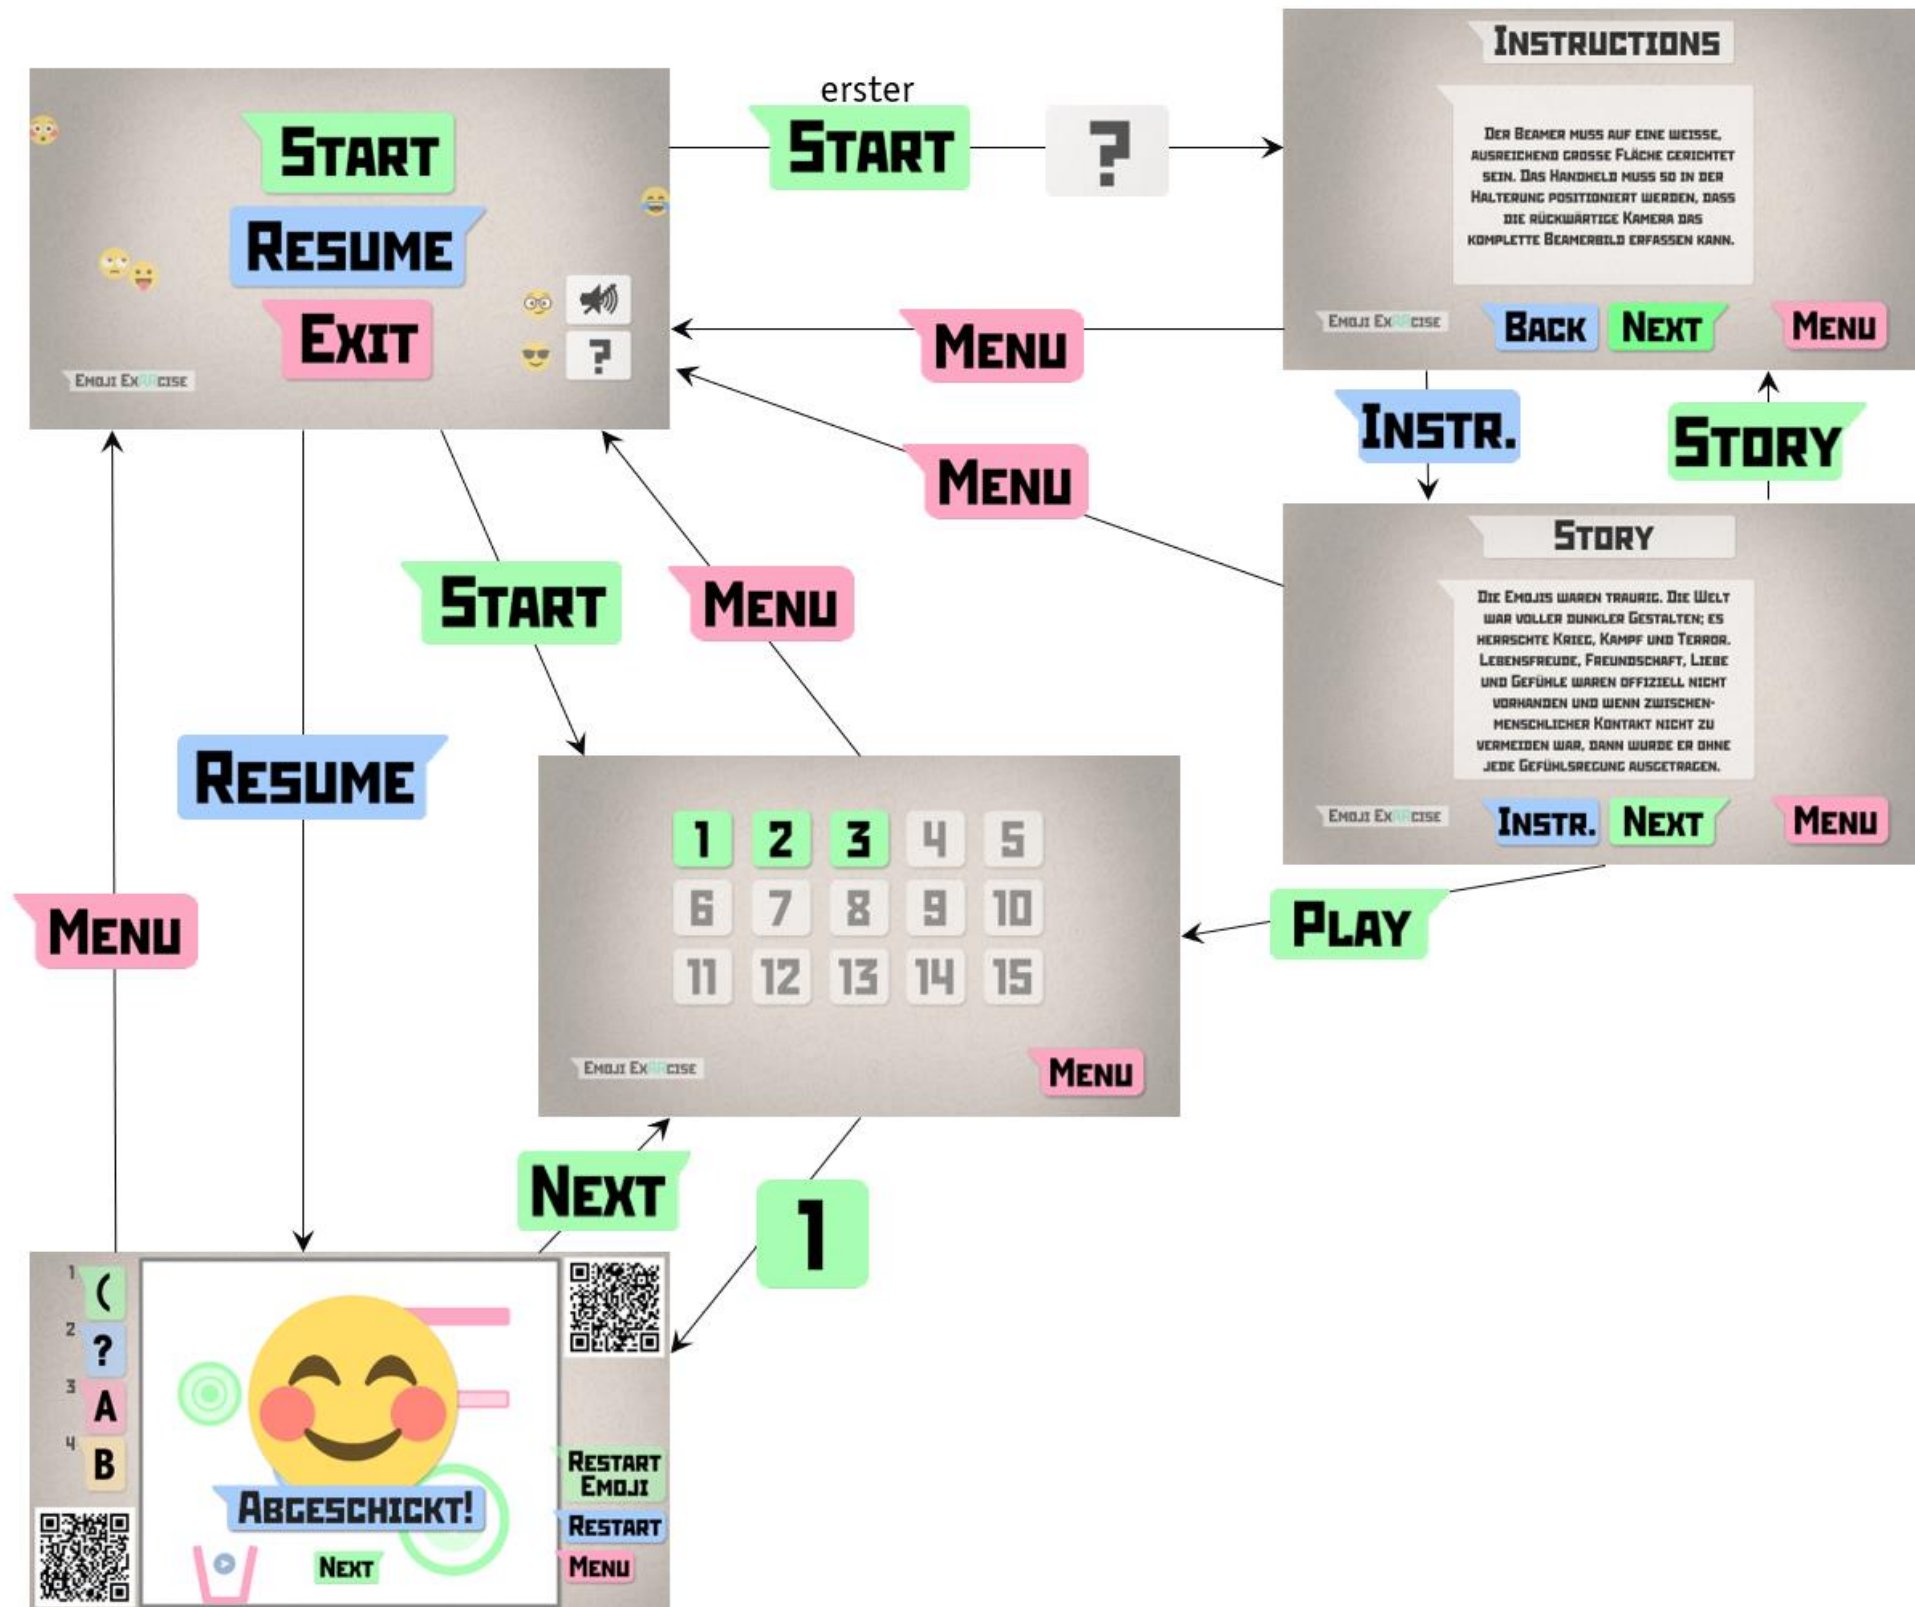 START
RESUME
EXIT
?
EMOJI EXARCISE
erster
START
?
INSTRUCTIONS
DER BEAMER MUSS AUF EINE WEISSE,
AUSREICHEND GROSSE FLÄCHE GERICHTET
SEIN. DAS HANDHELD MUSS SO IN DER
HALTERUNG POSITIONIERT WERDEN, DASS
DIE RÜCKWÄRTIGE KAMERA DAS
KOMPLETTE BEAMERBILD ERFASSEN KANN.
EMOJI EXARCISE
BACK NEXT MENU
MENU
MENU
INSTR.
STORY
STORY
DIE EMOJIS WAREN TRAURIG. DIE WELT
WAR VOLLER DUNKLER GESTALTEN; ES
HERRSCHTE KRIEG, KAMPF UND TERROR.
LEBENSFREUDE, FREUNDSCHAFT, LIEBE
UND GEFÜHLE WAREN OFFIZIELL NICHT
VORHANDEN UND WENN ZWISCHEN-
MENSCHLICHER KONTAKT NICHT ZU
VERMEIDEN WAR, DANN WURDE ER OHNE
JEDE GEFÜHLSREGUNG AUSGETRAGEN.
EMOJI EXARCISE
INSTR. NEXT MENU
START
MENU
RESUME
MENU
PLAY
1 2 3 4 5
6 7 8 9 10
11 12 13 14 15
EMOJI EXARCISE
MENU
NEXT
1
1 (
2 ?
3 A
4 B
ABGESCHICKT!
NEXT
RESTART
EMOJI
RESTART
MENU